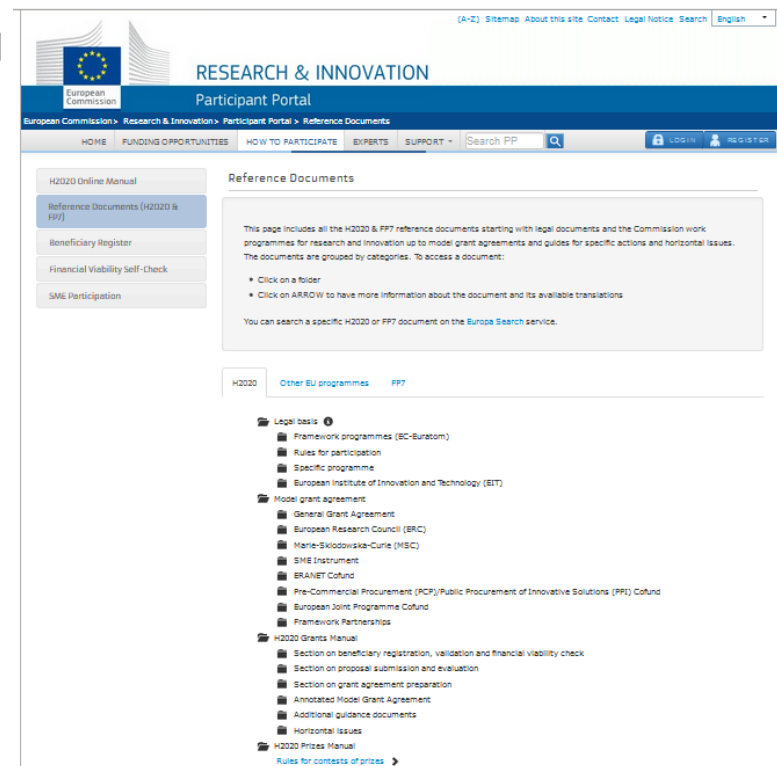 (A-Z) Sitemap About this site Contact Legal Notice Search English
RESEARCH & INNOVATION
European
Commission
Participant Portal
European Commission > Research & Innovation > Participant Portal > Reference Documents
HOME FUNDING OPPORTUNITIES HOW TO PARTICIPATE EXPERTS SUPPORT Search PP LOGIN REGISTER
H2020 Online Manual
Reference Documents (H2020 &
FP7)
Beneficiary Register
Financial Viability Self-Check
SME Participation
Reference Documents
This page includes all the H2020 & FP7 reference documents starting with legal documents and the Commission work
programmes for research and innovation up to model grant agreements and guides for specific actions and horizontal issues.
The documents are grouped by categories. To access a document:
• Click on a folder
• Click on ARROW to have more information about the document and its available translations
You can search a specific H2020 or FP7 document on the Europa Search service.
H2020 Other EU programmes FP7
Legal basis
Framework programmes (EC-Euratom)
Rules for participation
Specific programme
European Institute of Innovation and Technology (EIT)
Model grant agreement
General Grant Agreement
European Research Council (ERC)
Marie-Sklodowska-Curie (MSC)
SME Instrument
ERANET Cofund
Pre-Commercial Procurement (PCP)/Public Procurement of Innovative Solutions (PPI) Cofund
European Joint Programme Cofund
Framework Partnerships
H2020 Grants Manual
Section on beneficiary registration, validation and financial viability check
Section on proposal submission and evaluation
Section on grant agreement preparation
Annotated Model Grant Agreement
Additional guidance documents
Horizontal issues
H2020 Prizes Manual
Rules for contests of prizes